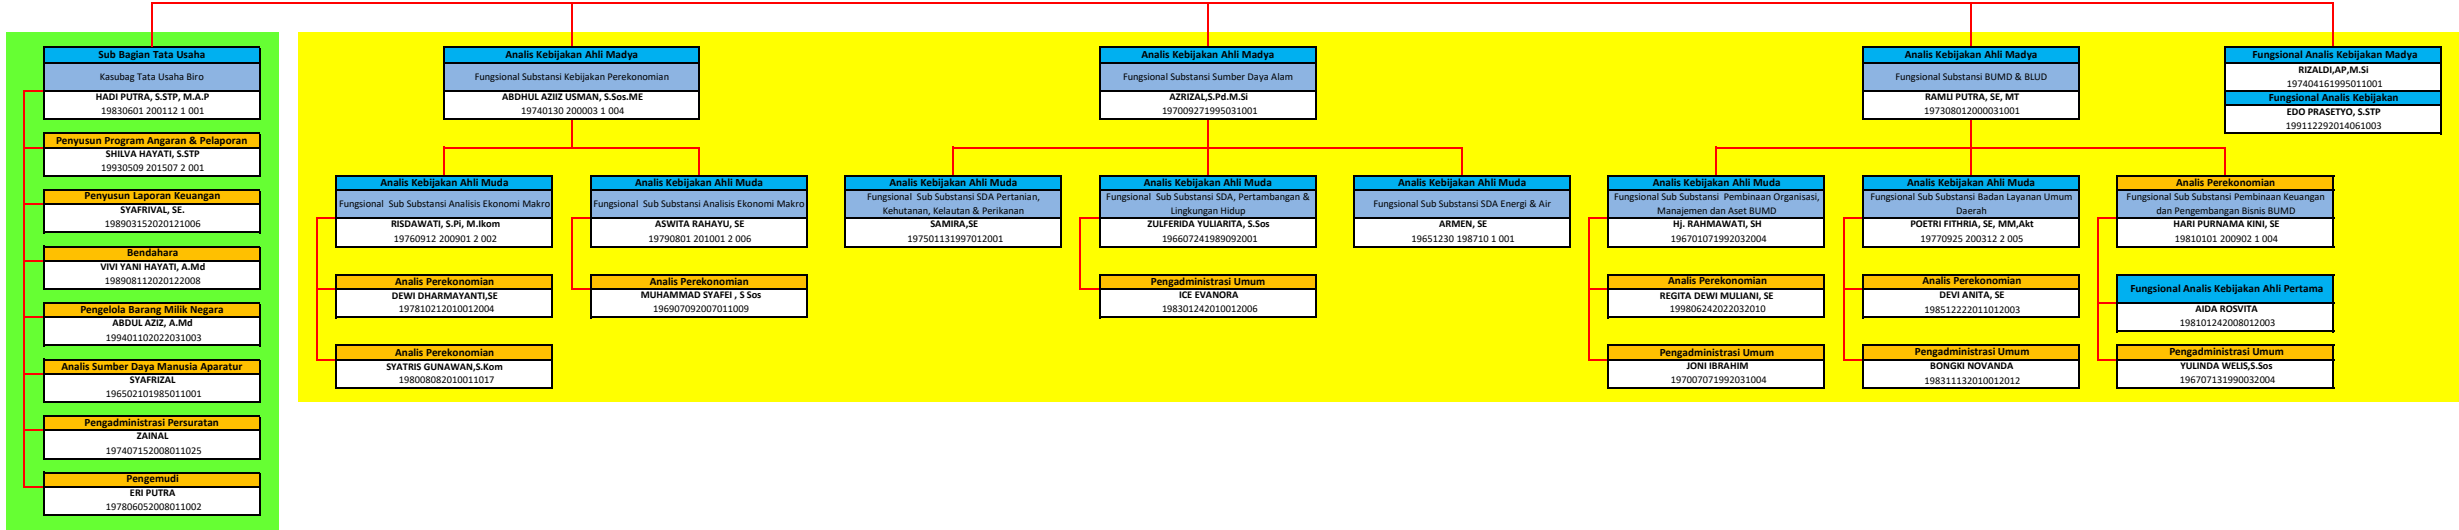 Sub Bagian Tata Usaha
Kasubag Tata Usaha Biro
HADI PUTRA, S.STP, M.A.P
19830601 200112 1 001
Penyusun Program Angaran & Pelaporan
SHILVA HAYATI, S.STP
19930509 201507 2 001
Penyusun Laporan Keuangan
SYAFRIVAL, SE.
198903152020121006
Bendahara
VIVI YANI HAYATI, A.Md
198908112020122008
Pengelola Barang Milik Negara
ABDUL AZIZ, A.Md
199401102022031003
Analis Sumber Daya Manusia Aparatur
SYAFRIZAL
196502101985011001
Pengadministrasi Persuratan
ZAINAL
197407152008011025
Pengemudi
ERI PUTRA
197806052008011002
Analis Kebijakan Ahli Madya
Fungsional Substansi Kebijakan Perekonomian
ABDHUL AZIIZ USMAN, S.Sos.ME
19740130 200003 1 004
Analis Kebijakan Ahli Muda
Fungsional  Sub Substansi Analisis Ekonomi Makro
RISDAWATI, S.Pi, M.Ikom
19760912 200901 2 002
Analis Perekonomian
DEWI DHARMAYANTI,SE
197810212010012004
Analis Perekonomian
SYATRIS GUNAWAN,S.Kom
198008082010011017
Analis Kebijakan Ahli Muda
Fungsional  Sub Substansi Analisis Ekonomi Makro
ASWITA RAHAYU, SE
19790801 201001 2 006
Analis Perekonomian
MUHAMMAD SYAFEI , S Sos
196907092007011009
Analis Kebijakan Ahli Madya
Fungsional Substansi Sumber Daya Alam
AZRIZAL,S.Pd.M.Si
197009271995031001
Analis Kebijakan Ahli Muda
Fungsional  Sub Substansi SDA Pertanian,
Kehutanan, Kelautan & Perikanan
SAMIRA,SE
197501131997012001
Analis Kebijakan Ahli Muda
Fungsional  Sub Substansi SDA, Pertambangan &
Lingkungan Hidup
ZULFERIDA YULIARITA, S.Sos
196607241989092001
Pengadministrasi Umum
ICE EVANORA
198301242010012006
Analis Kebijakan Ahli Muda
Fungsional Sub Substansi SDA Energi & Air
ARMEN, SE
19651230 198710 1 001
Analis Kebijakan Ahli Madya
Fungsional Substansi BUMD & BLUD
RAMLI PUTRA, SE, MT
197308012000031001
Analis Kebijakan Ahli Muda
Fungsional  Sub Substansi  Pembinaan Organisasi,
Manajemen dan Aset BUMD
Hj. RAHMAWATI, SH
196701071992032004
Analis Perekonomian
REGITA DEWI MULIANI, SE
199806242022032010
Pengadministrasi Umum
JONI IBRAHIM
197007071992031004
Analis Kebijakan Ahli Muda
Fungsional Sub Substansi Badan Layanan Umum
Daerah
POETRI FITHRIA, SE, MM,Akt
19770925 200312 2 005
Analis Perekonomian
DEVI ANITA, SE
198512222011012003
Pengadministrasi Umum
BONGKI NOVANDA
198311132010012012
Analis Perekonomian
Fungsional Sub Substansi Pembinaan Keuangan
dan Pengembangan Bisnis BUMD
HARI PURNAMA KINI, SE
19810101 200902 1 004
Fungsional Analis Kebijakan Ahli Pertama
AIDA ROSVITA
198101242008012003
Pengadministrasi Umum
YULINDA WELIS,S.Sos
196707131990032004
Fungsional Analis Kebijakan Madya
RIZALDI,AP,M.Si
197404161995011001
Fungsional Analis Kebijakan
EDO PRASETYO, S.STP
199112292014061003